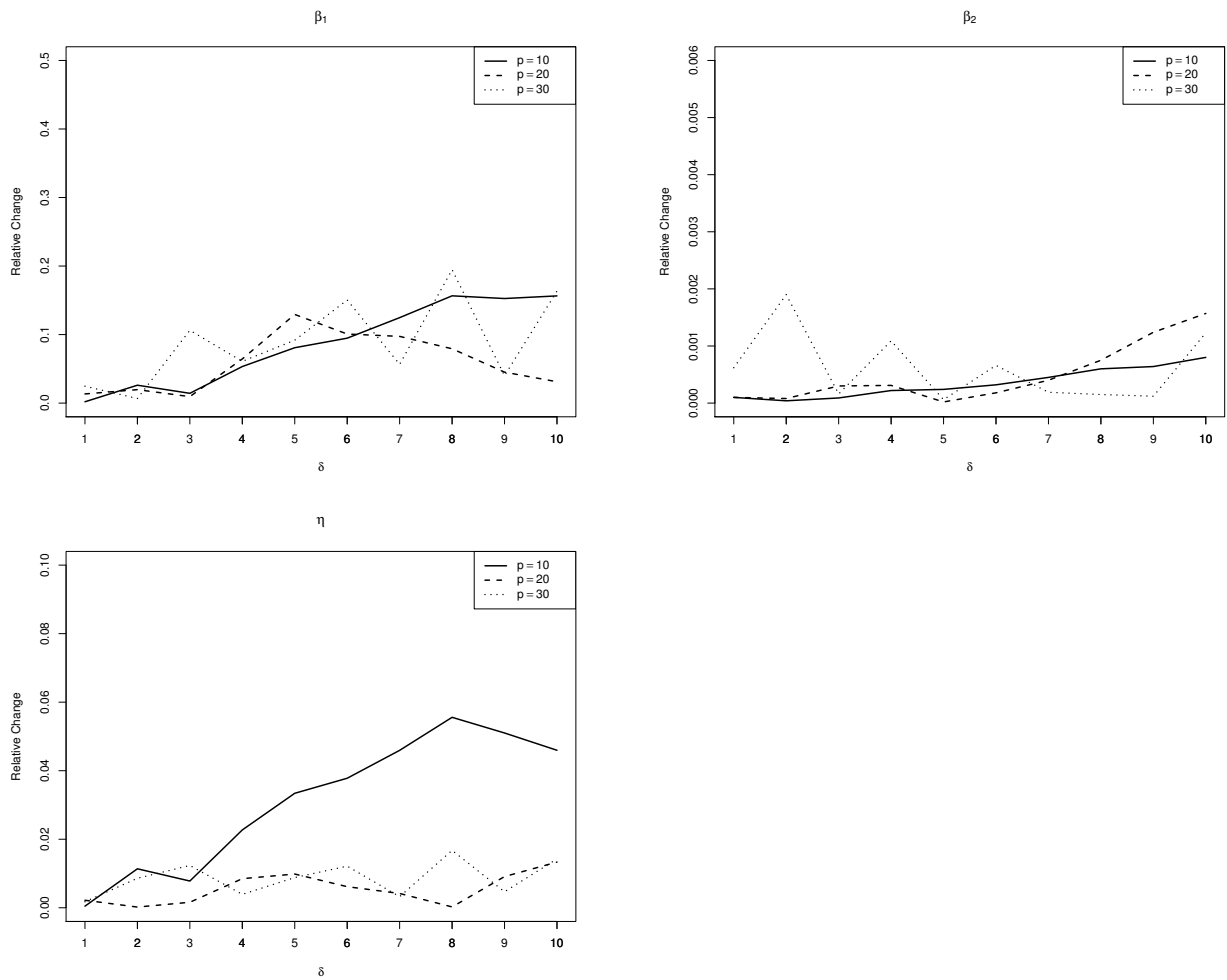 β1
Relative Change
0.5
0.4
0.3
0.2
0.1
0.0
p = 10
p = 20
p = 30
1 2 3 4 5 6 7 8 9 10
δ
β2
Relative Change
0.006
0.005
0.004
0.003
0.002
0.001
0.000
p = 10
p = 20
p = 30
1 2 3 4 5 6 7 8 9 10
δ
η
Relative Change
0.10
0.08
0.06
0.04
0.02
0.00
p = 10
p = 20
p = 30
1 2 3 4 5 6 7 8 9 10
δ